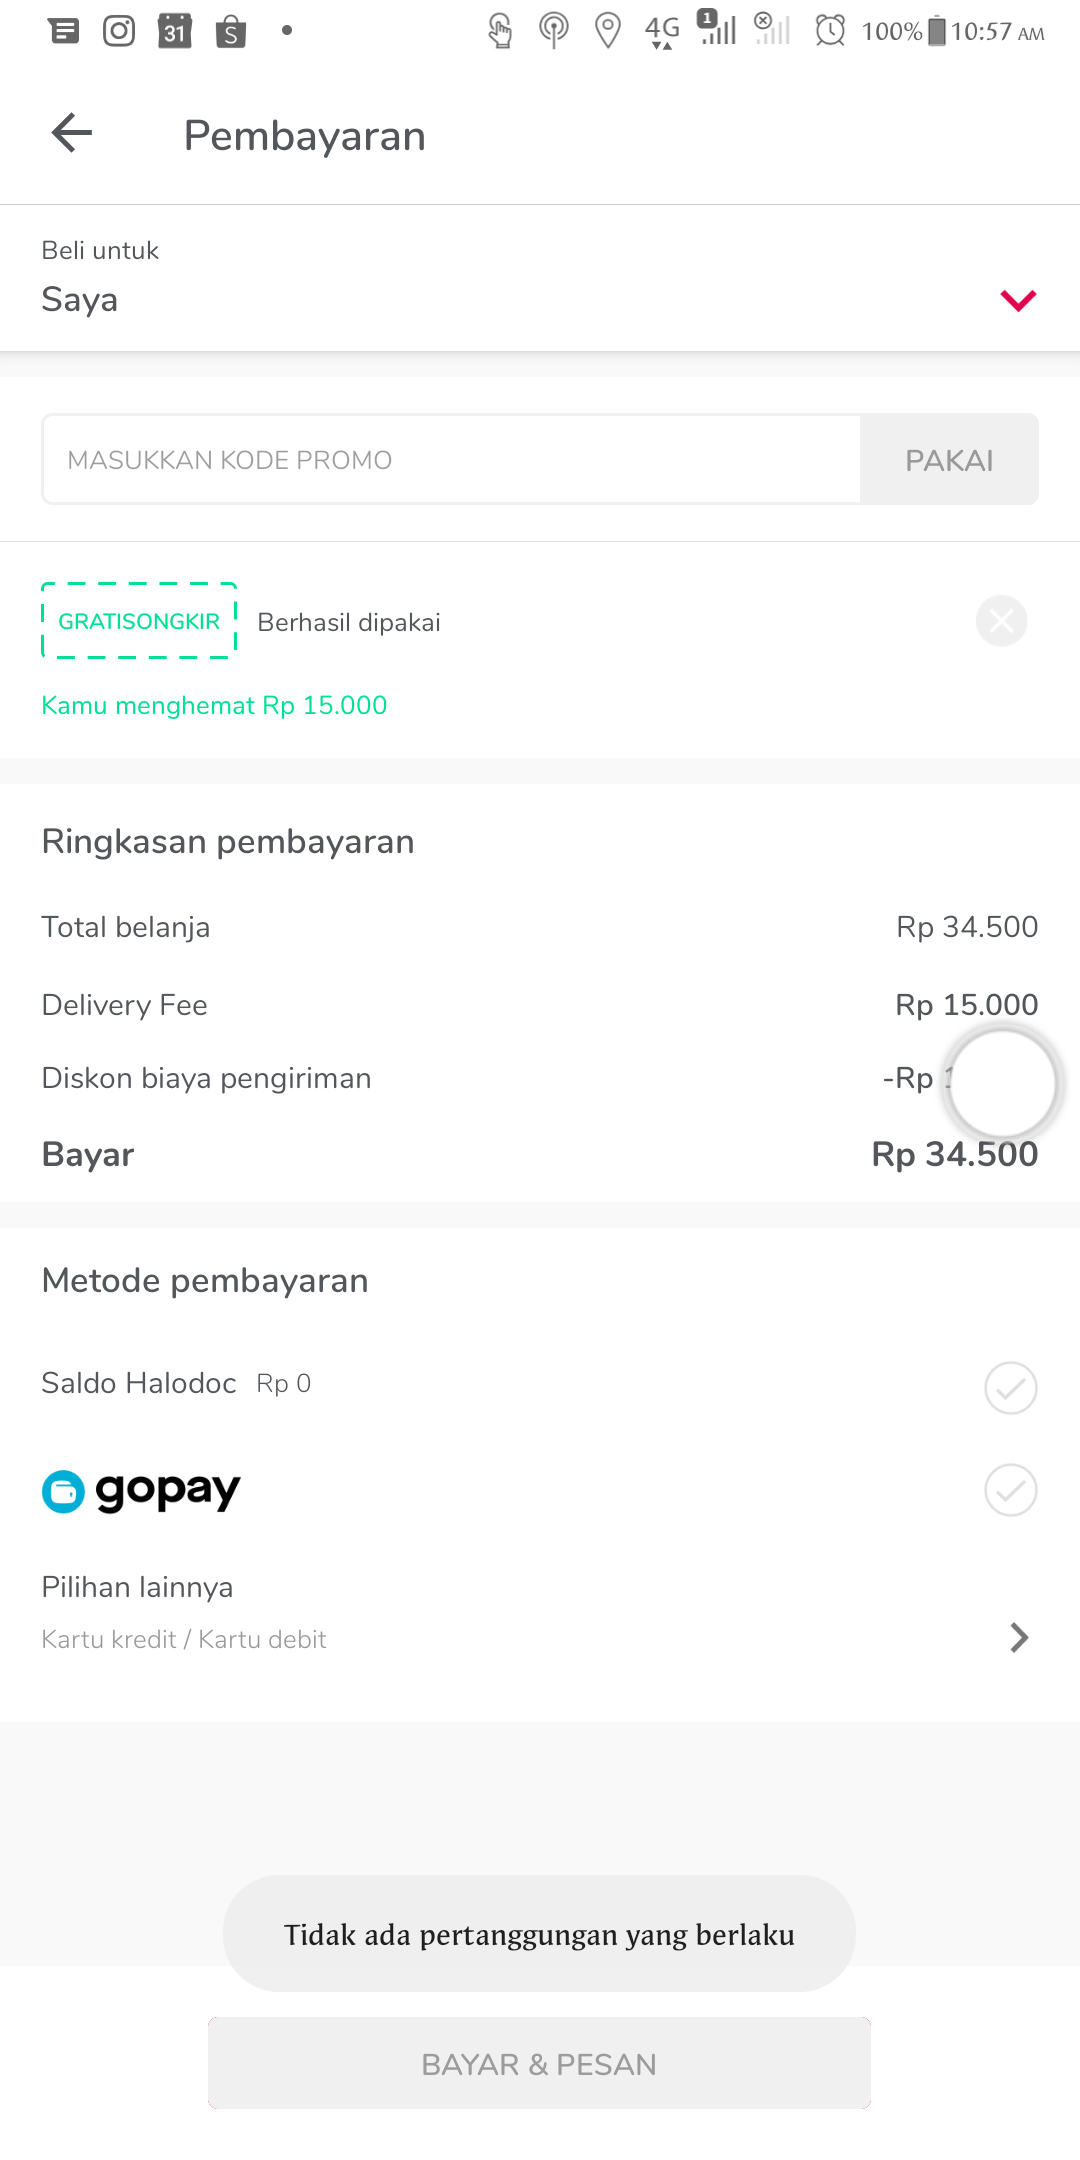 31 S 4G 1 100% 10:57 AM
Pembayaran
Beli untuk
Saya
MASUKKAN KODE PROMO PAKAI
GRATISONGKIR Berhasil dipakai
Kamu menghemat Rp 15.000
Ringkasan pembayaran
Total belanja Rp 34.500
Delivery Fee Rp 15.000
Diskon biaya pengiriman -Rp
Bayar Rp 34.500
Metode pembayaran
Saldo Halodoc Rp 0
gopay
Pilihan lainnya
Kartu kredit / Kartu debit
Tidak ada pertanggungan yang berlaku
BAYAR & PESAN